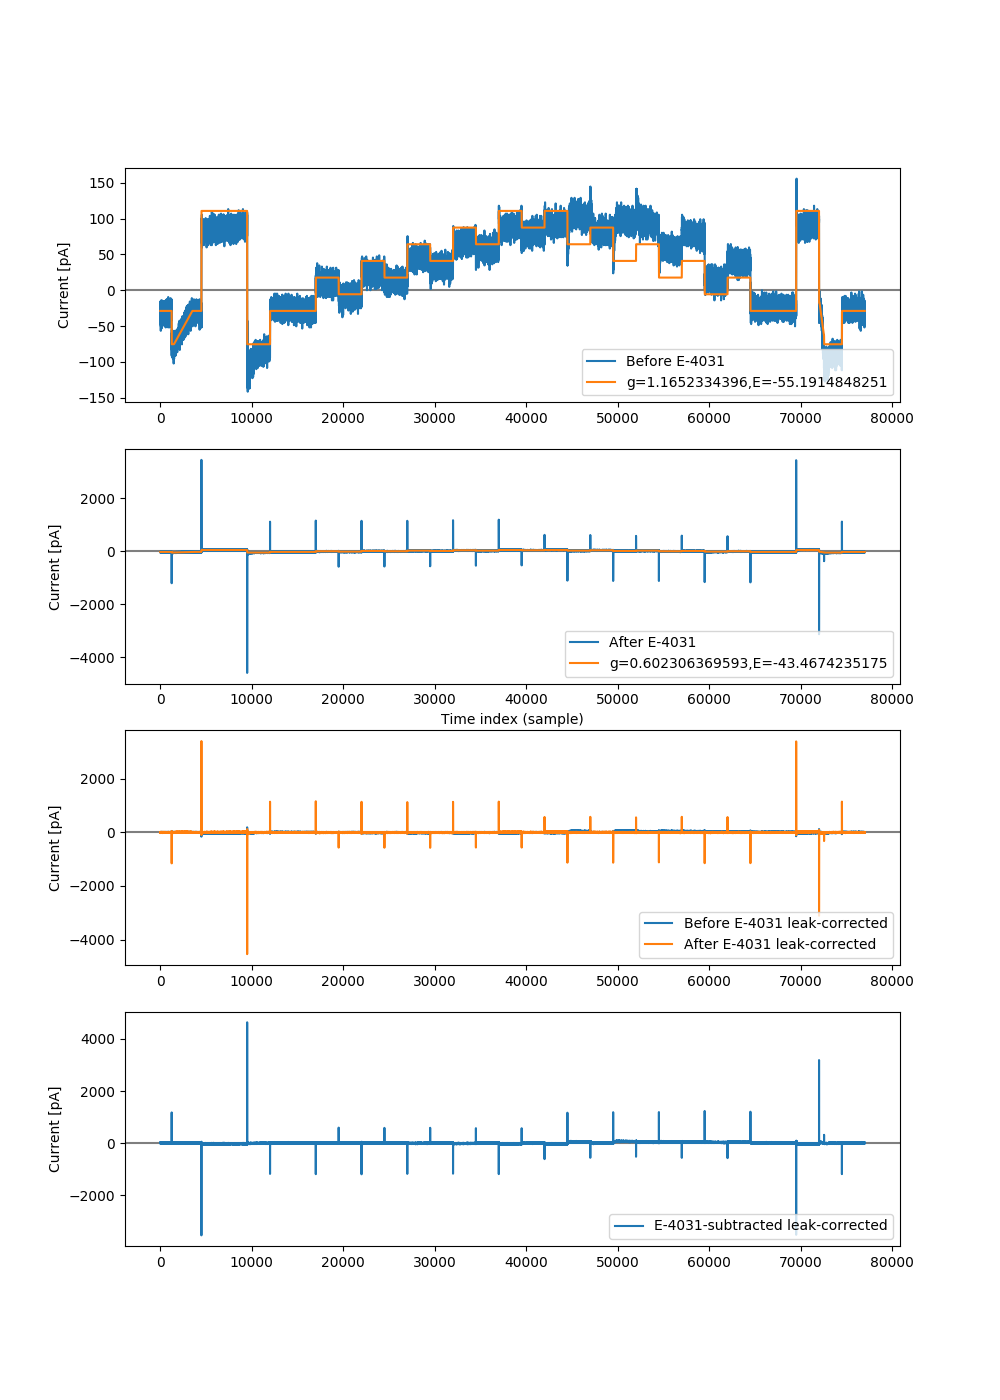 150
100
50
0
−50
−100
−150
Current [pA]
Before E-4031
g=1.1652334396,E=-55.1914848251
0 10000 20000 30000 40000 50000 60000 70000 80000
2000
0
−2000
−4000
Current [pA]
After E-4031
g=0.602306369593,E=-43.4674235175
0 10000 20000 30000 40000 50000 60000 70000 80000
Time index (sample)
2000
0
−2000
−4000
Current [pA]
Before E-4031 leak-corrected
After E-4031 leak-corrected
0 10000 20000 30000 40000 50000 60000 70000 80000
4000
2000
0
−2000
Current [pA]
E-4031-subtracted leak-corrected
0 10000 20000 30000 40000 50000 60000 70000 80000